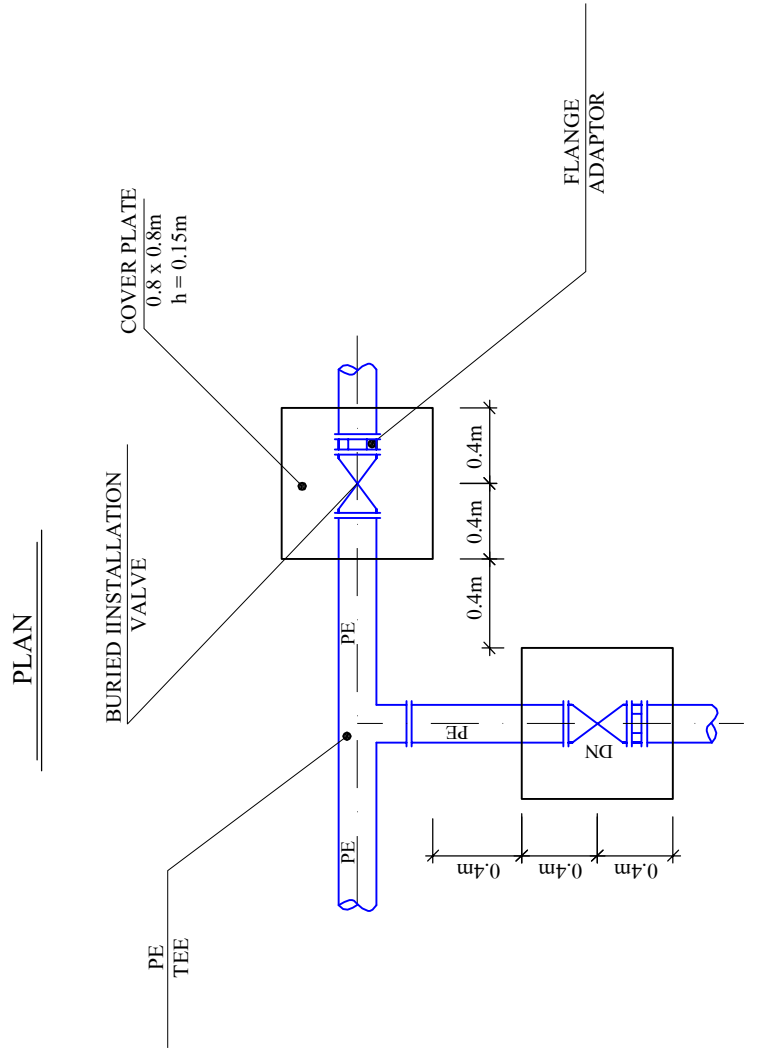 PLAN
COVER PLATE
0.8 x 0.8m
h = 0.15m
BURIED IINSTALLATION
VALVE
FLANGE
ADAPTOR
PE
TEE
PE
PE
PE
DN
0.4m
0.4m
0.4m
0.4m
0.4m
0.4m